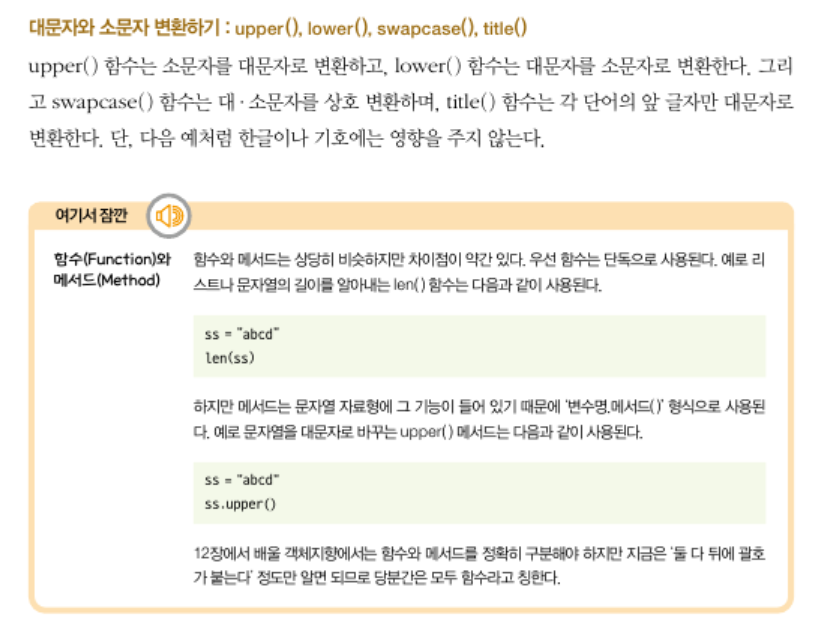 대문자와 소문자 변환하기 : upper(), lower(), swapcase(), title()
upper() 함수는 소문자를 대문자로 변환하고, lower() 함수는 대문자를 소문자로 변환한다. 그리
고 swapcase() 함수는 대·소문자를 상호 변환하며, title() 함수는 각 단어의 앞 글자만 대문자로
변환한다. 단, 다음 예처럼 한글이나 기호에는 영향을 주지 않는다.
여기서 잠깐
함수(Function)와
메서드(Method)
함수와 메서드는 상당히 비슷하지만 차이점이 약간 있다. 우선 함수는 단독으로 사용된다. 예로 리
스트나 문자열의 길이를 알아내는 len() 함수는 다음과 같이 사용된다.
ss = "abcd"
len(ss)
하지만 메서드는 문자열 자료형에 그 기능이 들어 있기 때문에 '변수명.메서드()' 형식으로 사용된
다. 예로 문자열을 대문자로 바꾸는 upper() 메서드는 다음과 같이 사용된다.
ss = "abcd"
ss.upper()
12장에서 배울 객체지향에서는 함수와 메서드를 정확히 구분해야 하지만 지금은 '둘 다 뒤에 괄호
가 붙는다' 정도만 알면 되므로 당분간은 모두 함수라고 칭한다.